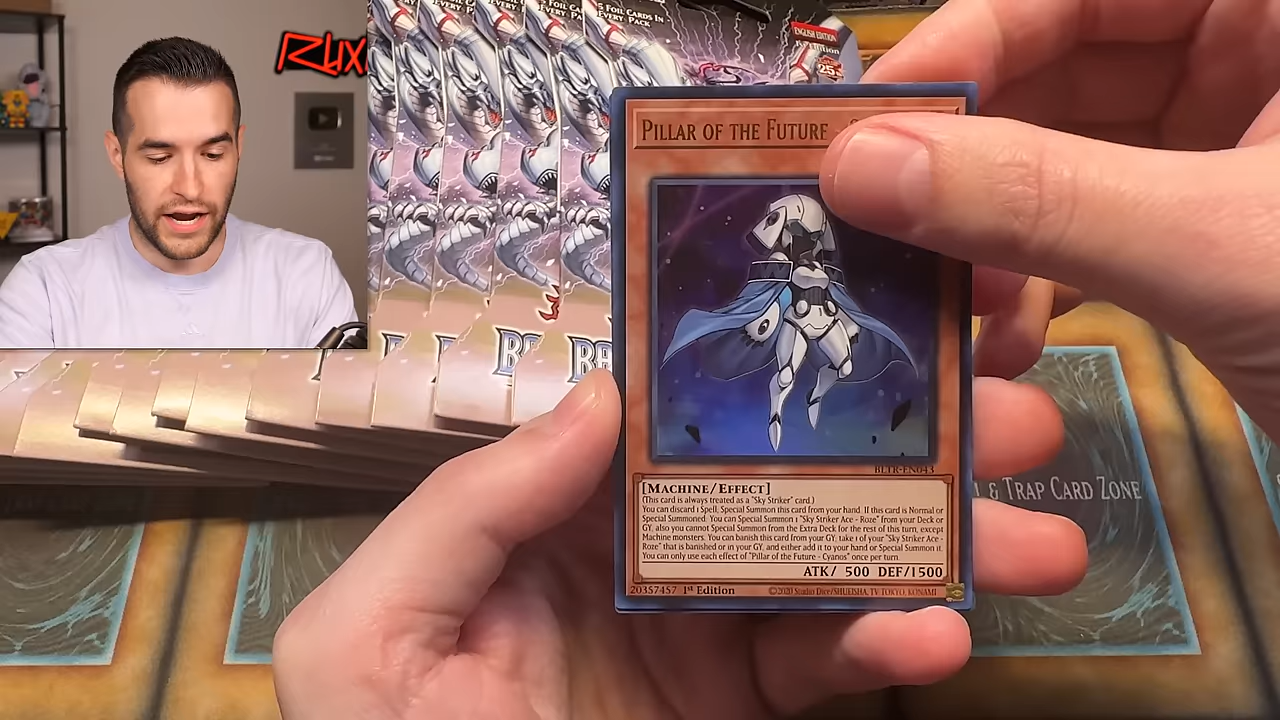 RUX
5 FOIL CARDS IN
EVERY PACK
ENGLISH EDITION
1st Edition
25
PILLAR OF THE FUTURE -
BLTR-EN043
[MACHINE/EFFECT]
(This card is always treated as a "Sky Striker" card.)
You can discard 1 Spell; Special Summon this card from your hand. If this card is Normal or
Special Summoned: You can Special Summon 1 "Sky Striker Ace - Roze" from your Deck or
GY, also you cannot Special Summon from the Extra Deck for the rest of this turn, except
Machine monsters. You can banish this card from your GY; take 1 of your "Sky Striker Ace -
Roze" that is banished or in your GY, and either add it to your hand or Special Summon it.
You can only use each effect of "Pillar of the Future - Cyanos" once per turn.
ATK/ 500 DEF/1500
20357457 1st Edition ©2020 Studio Dice/SHUEISHA, TV TOKYO, KONAMI
& TRAP CARD ZONE